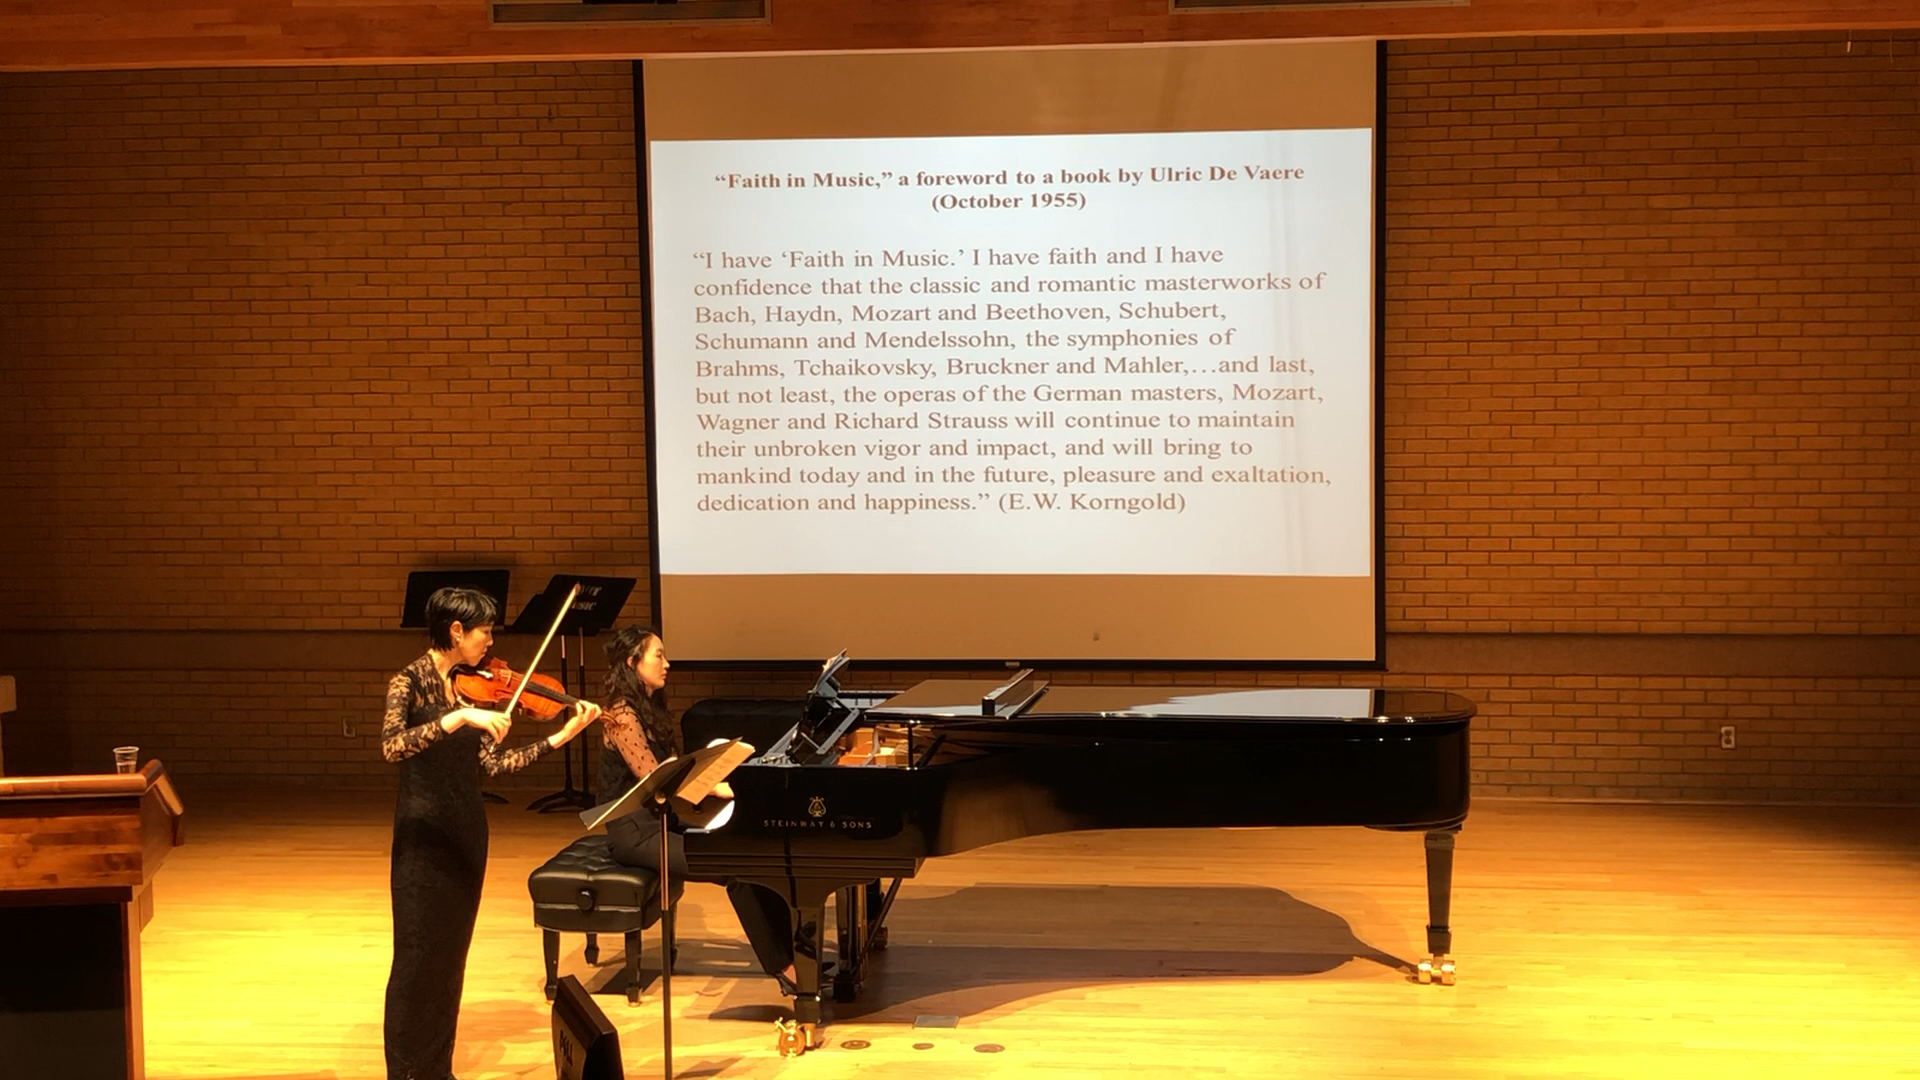 “Faith in Music,” a foreword to a book by Ulric De Vaere
(October 1955)
“I have ‘Faith in Music.’ I have faith and I have
confidence that the classic and romantic masterworks of
Bach, Haydn, Mozart and Beethoven, Schubert,
Schumann and Mendelssohn, the symphonies of
Brahms, Tchaikovsky, Bruckner and Mahler,…and last,
but not least, the operas of the German masters, Mozart,
Wagner and Richard Strauss will continue to maintain
their unbroken vigor and impact, and will bring to
mankind today and in the future, pleasure and exaltation,
dedication and happiness.” (E.W. Korngold)
STEINWAY & SONS